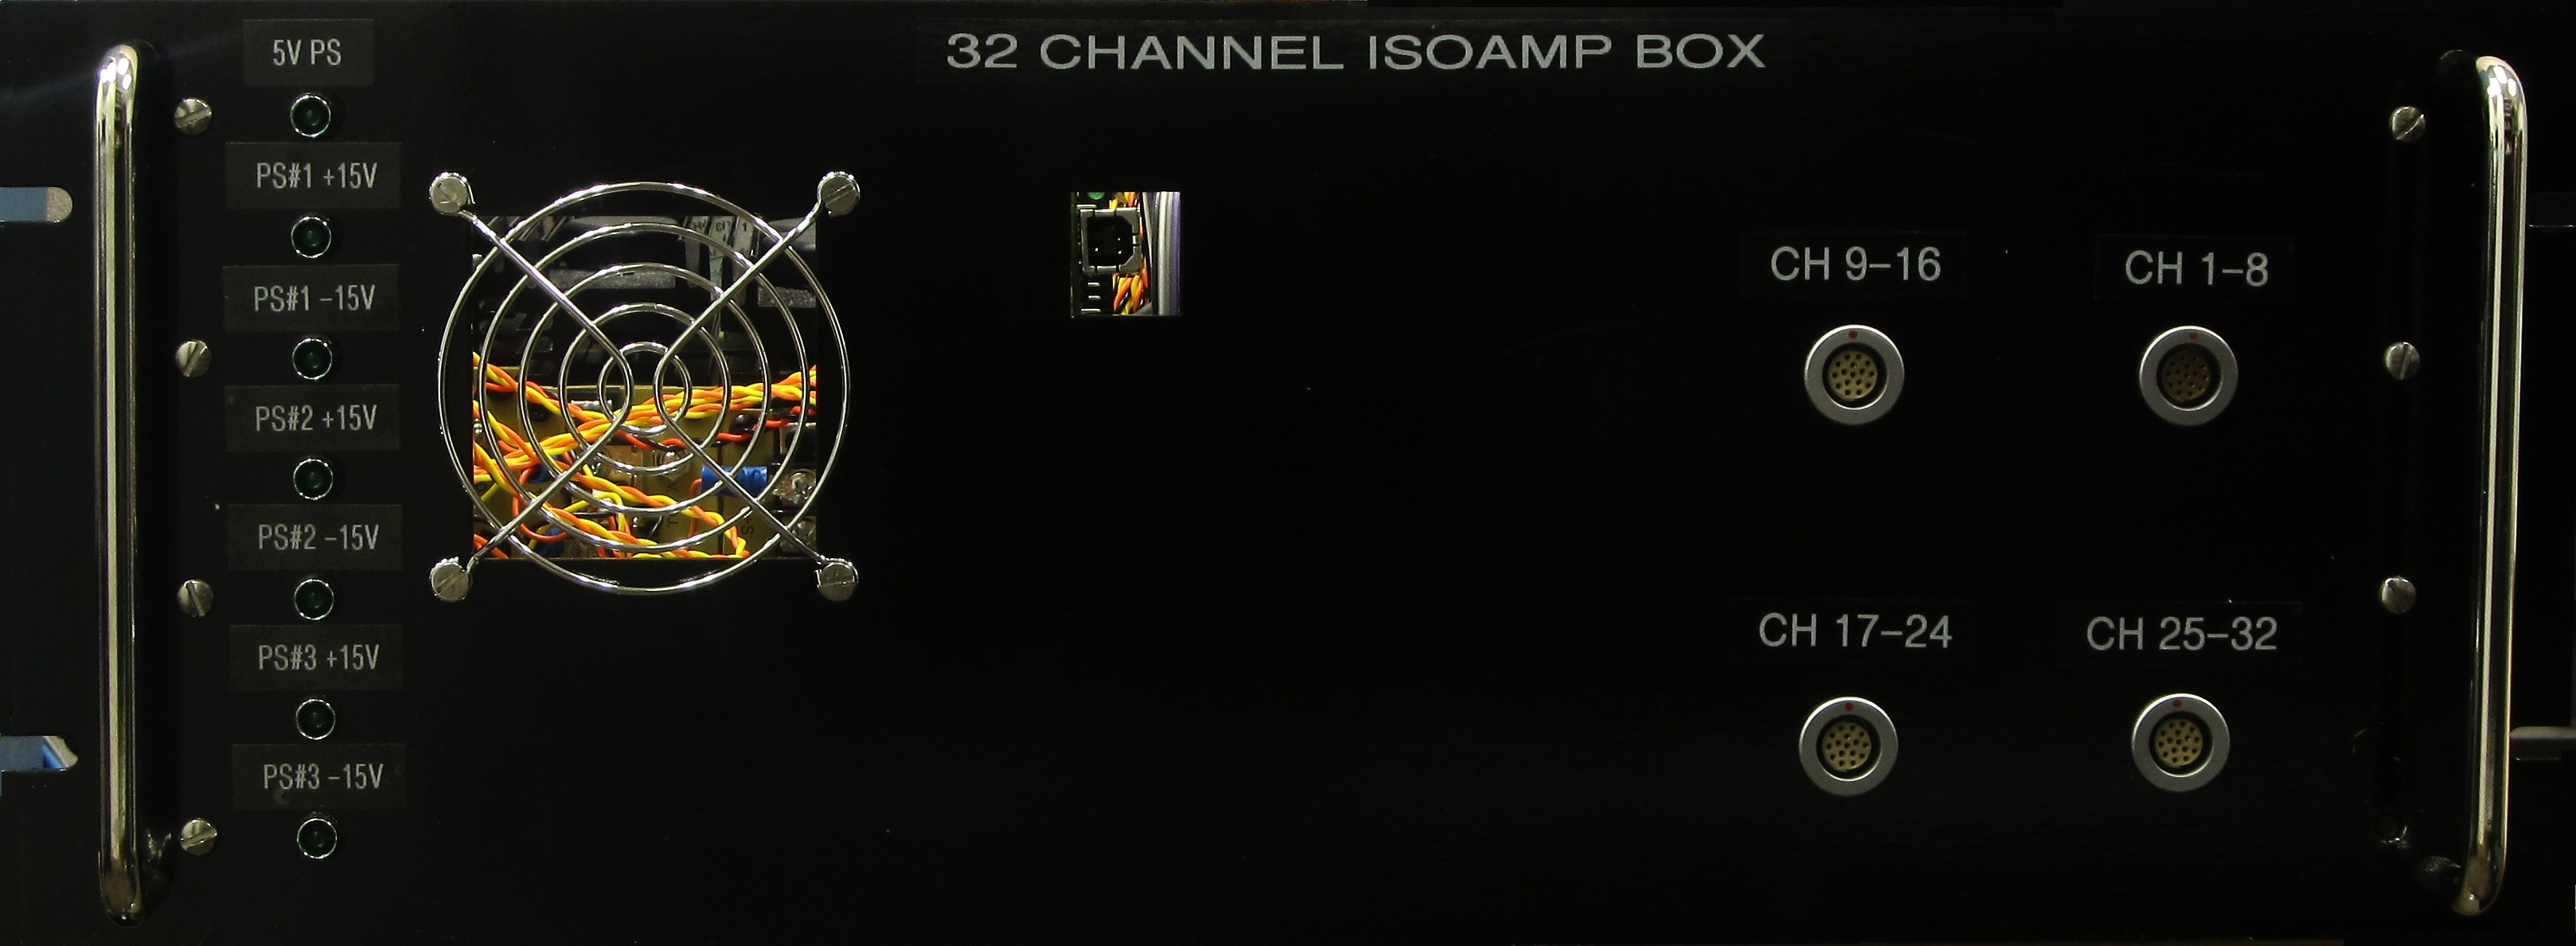 32 CHANNEL ISOAMP BOX
5V PS
PS#1 +15V
PS#1 –15V
PS#2 +15V
PS#2 –15V
PS#3 +15V
PS#3 –15V
CH 9–16
CH 1–8
CH 17–24
CH 25–32